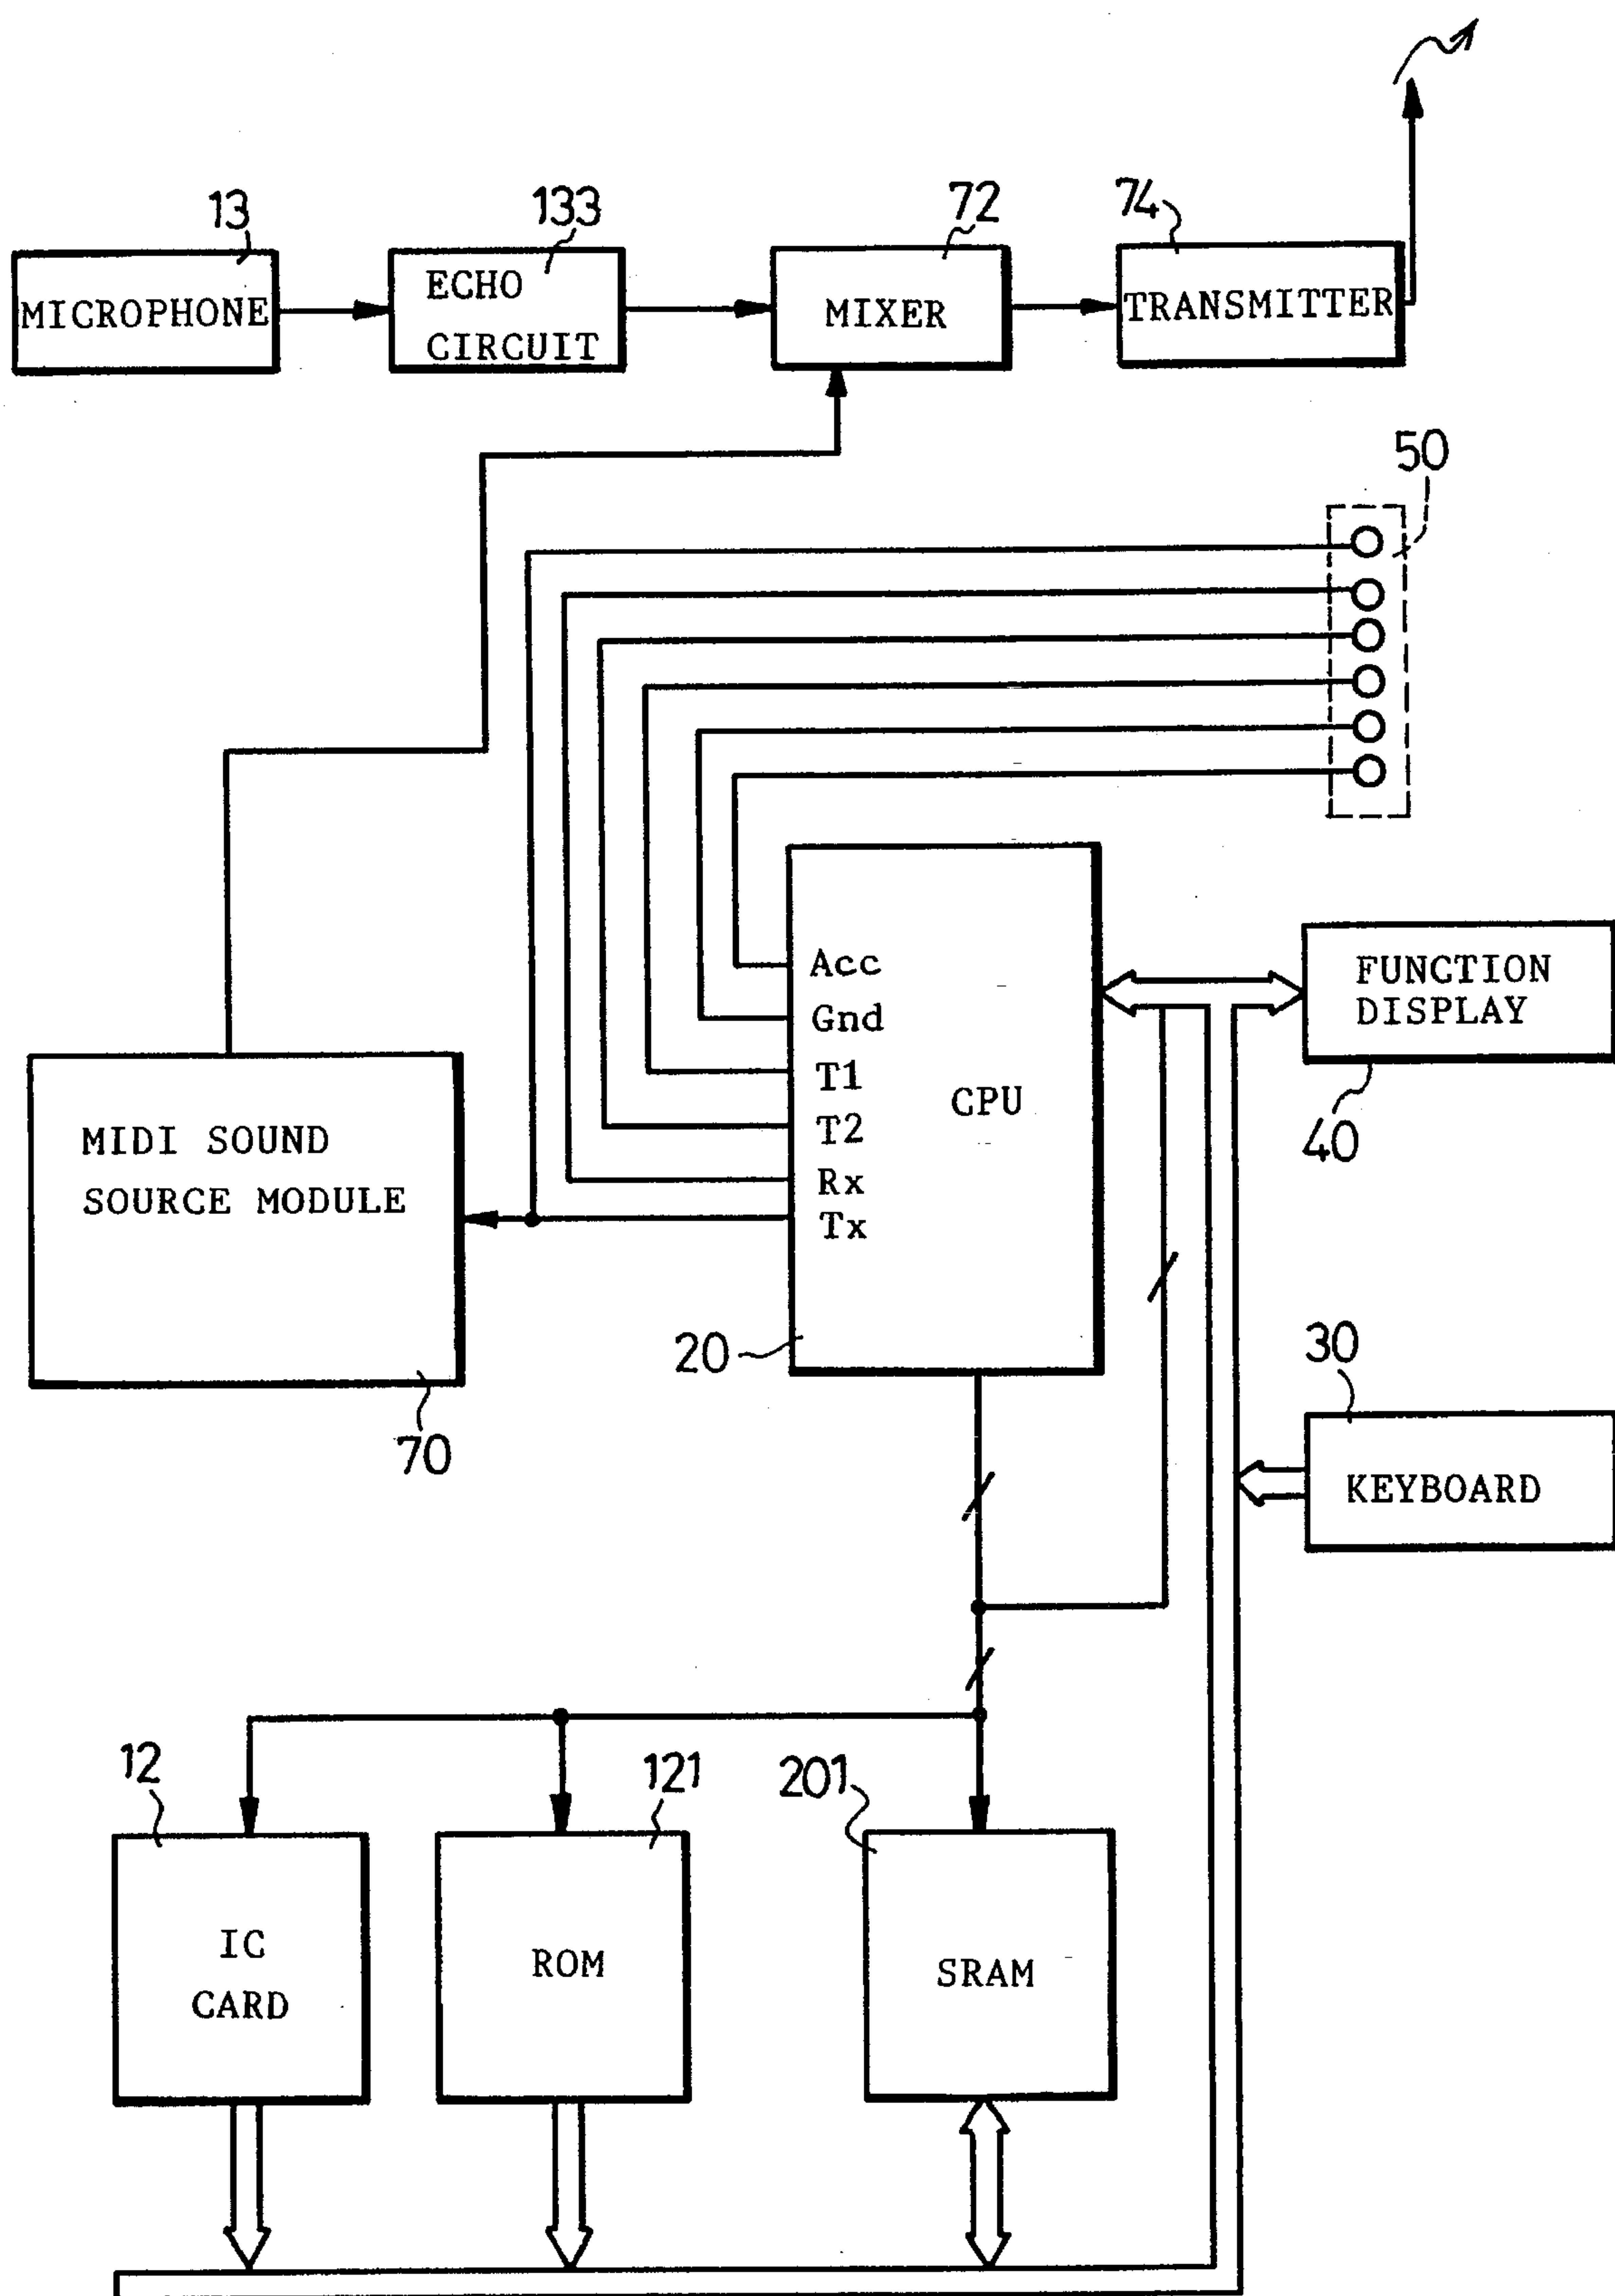 13
133
72
74
MICROPHONE
ECHO
CIRCUIT
MIXER
TRANSMITTER
50
Acc
Gnd
T1
T2
Rx
Tx
CPU
FUNCTION
DISPLAY
40
MIDI SOUND
SOURCE MODULE
20
70
30
KEYBOARD
12
121
201
IC
CARD
ROM
SRAM